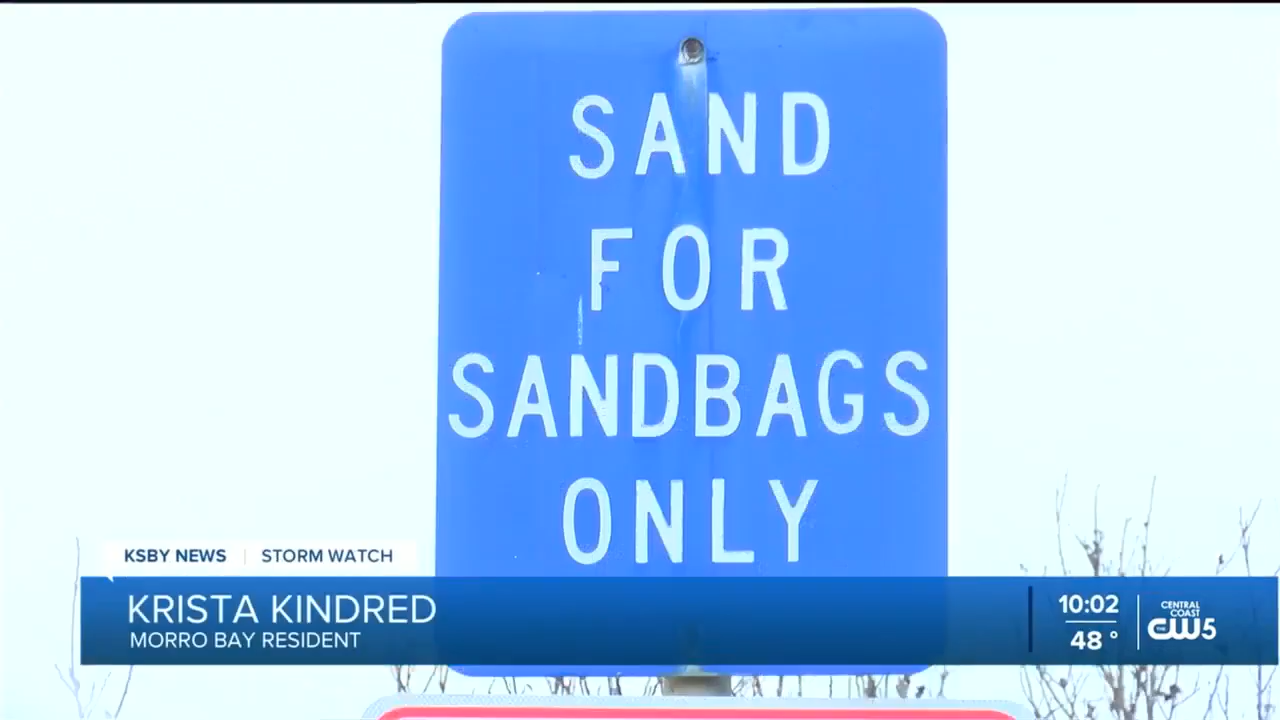 SAND
FOR
SANDBAGS
ONLY
KSBY NEWS | STORM WATCH
KRISTA KINDRED
MORRO BAY RESIDENT
10:02
48°
CENTRAL
COAST
THE CW5